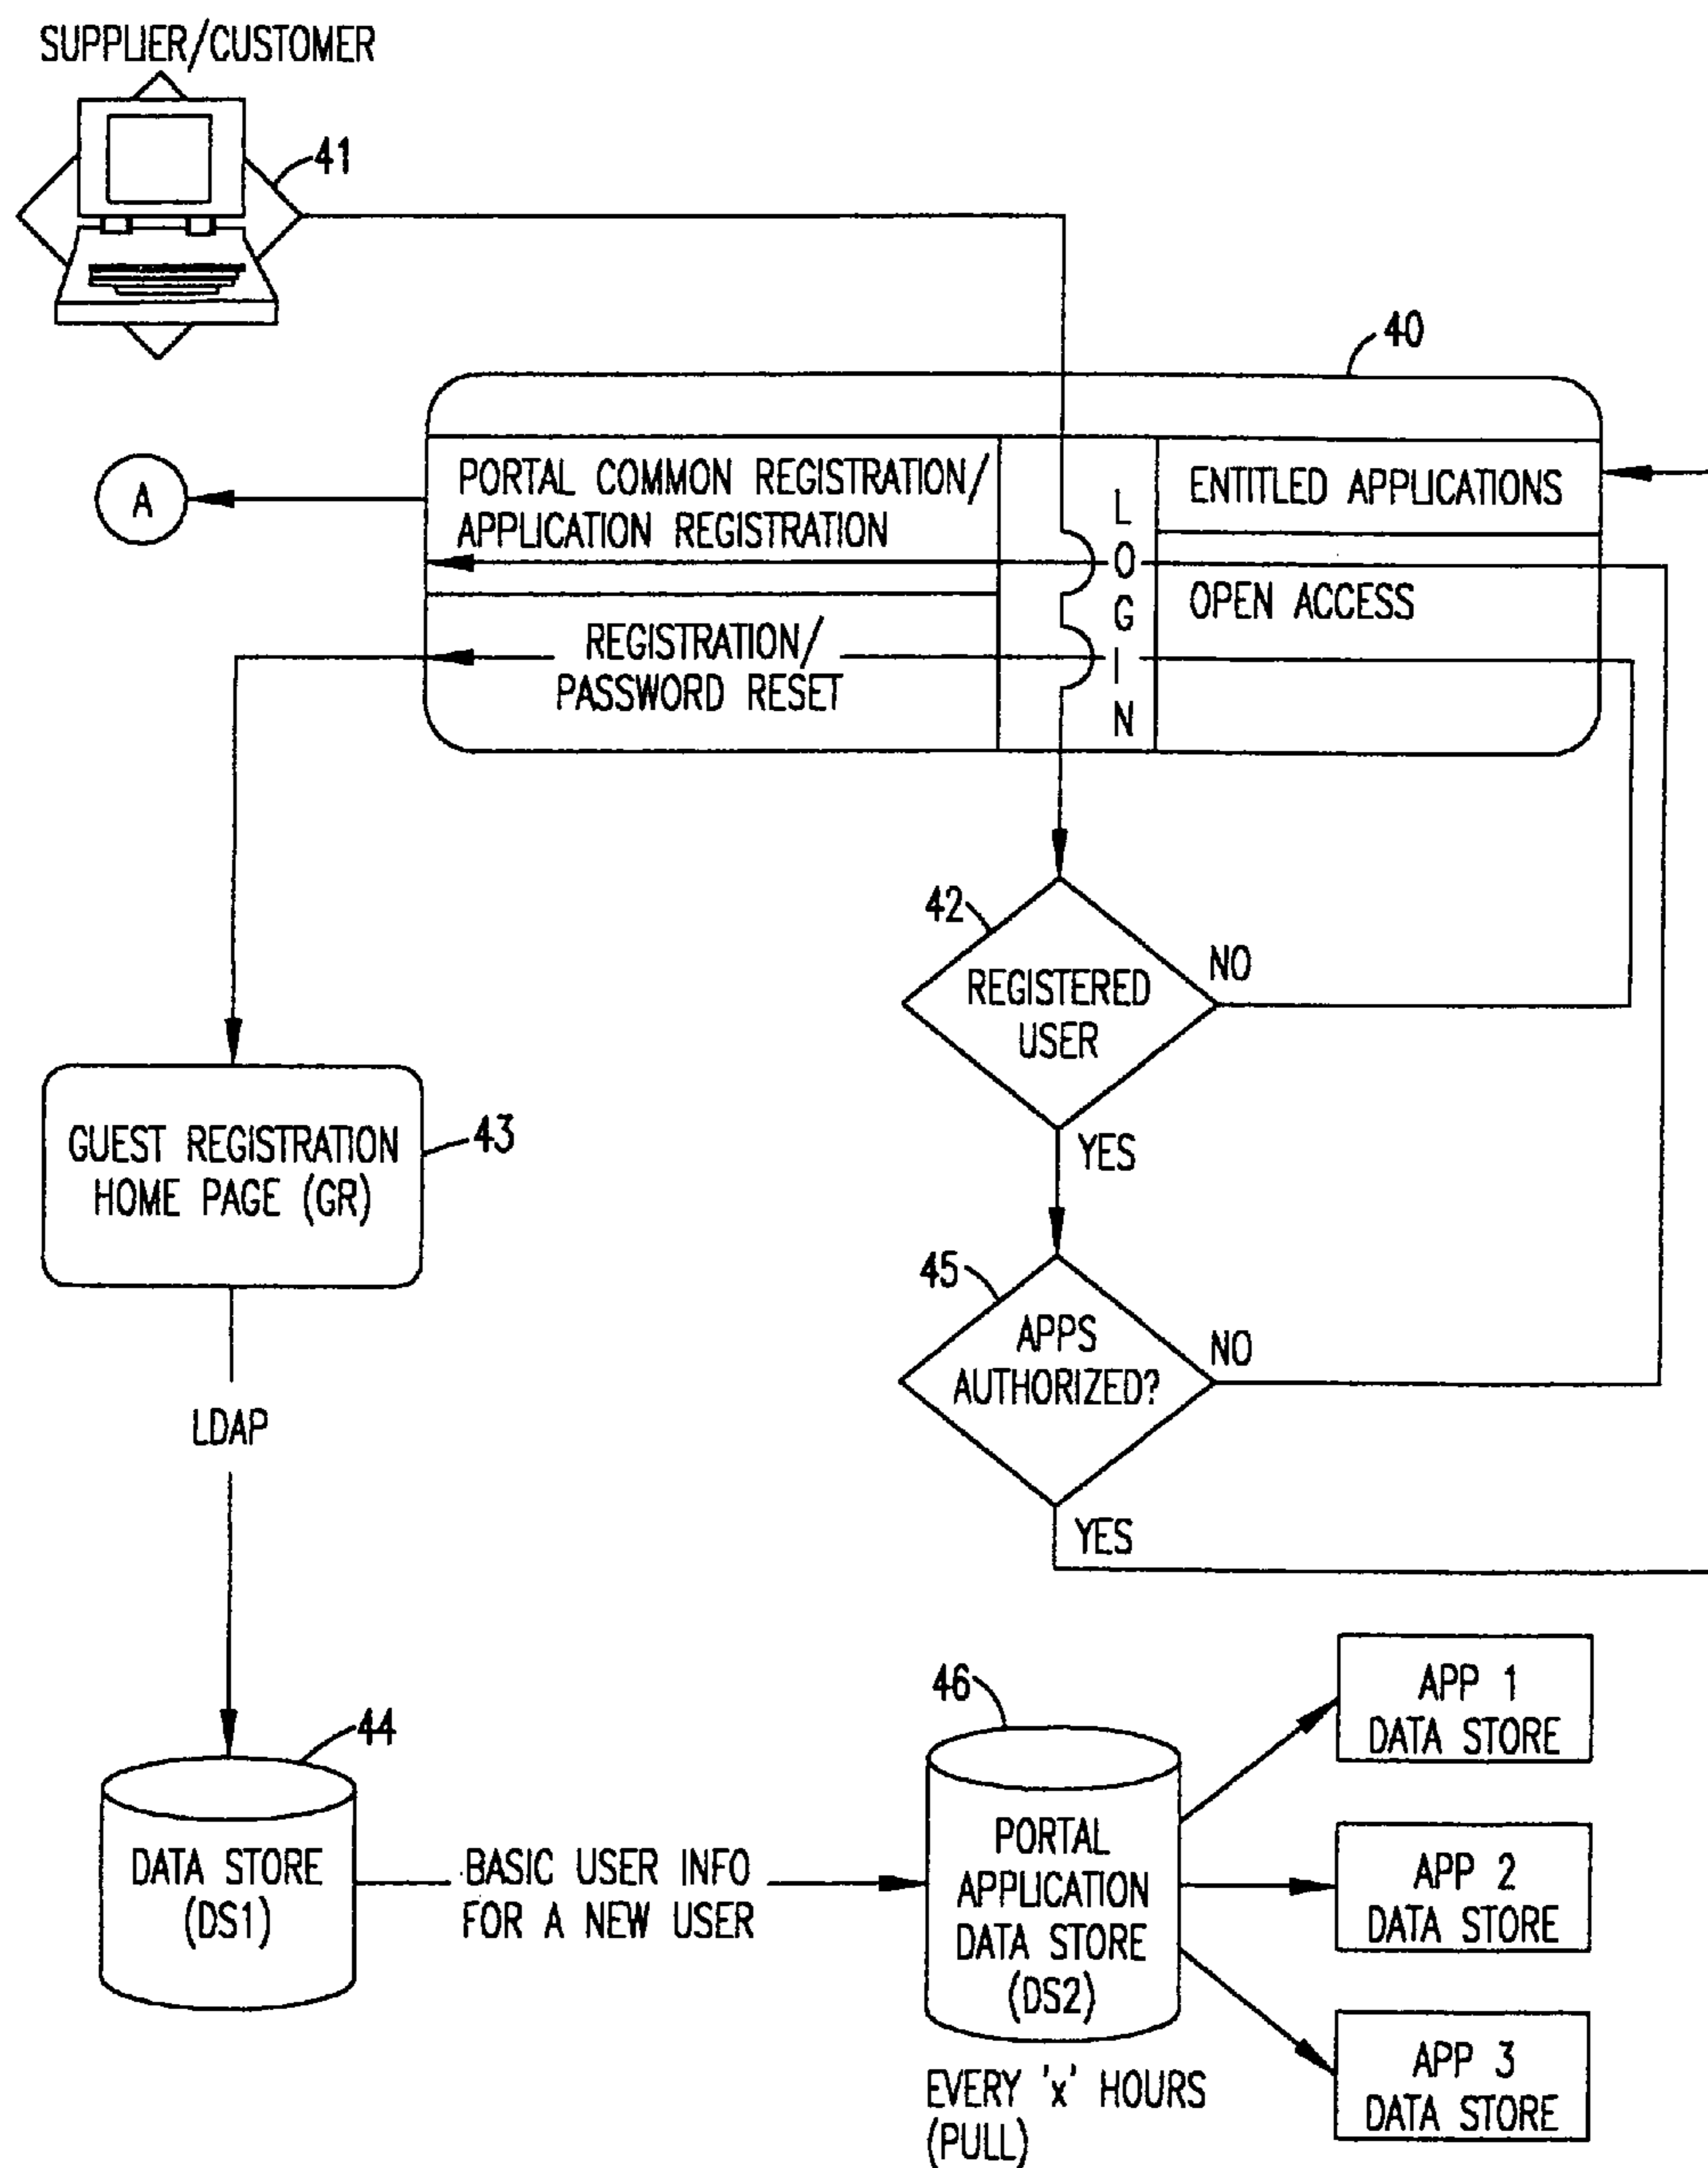 SUPPLIER/CUSTOMER
41
40
A
PORTAL COMMON REGISTRATION/
APPLICATION REGISTRATION
REGISTRATION/
PASSWORD RESET
LOGIN
ENTITLED APPLICATIONS
OPEN ACCESS
42
REGISTERED
USER
NO
YES
GUEST REGISTRATION
HOME PAGE (GR)
43
45
APPS
AUTHORIZED?
NO
YES
LDAP
44
DATA STORE
(DS1)
BASIC USER INFO
FOR A NEW USER
46
PORTAL
APPLICATION
DATA STORE
(DS2)
EVERY 'x' HOURS
(PULL)
APP 1
DATA STORE
APP 2
DATA STORE
APP 3
DATA STORE